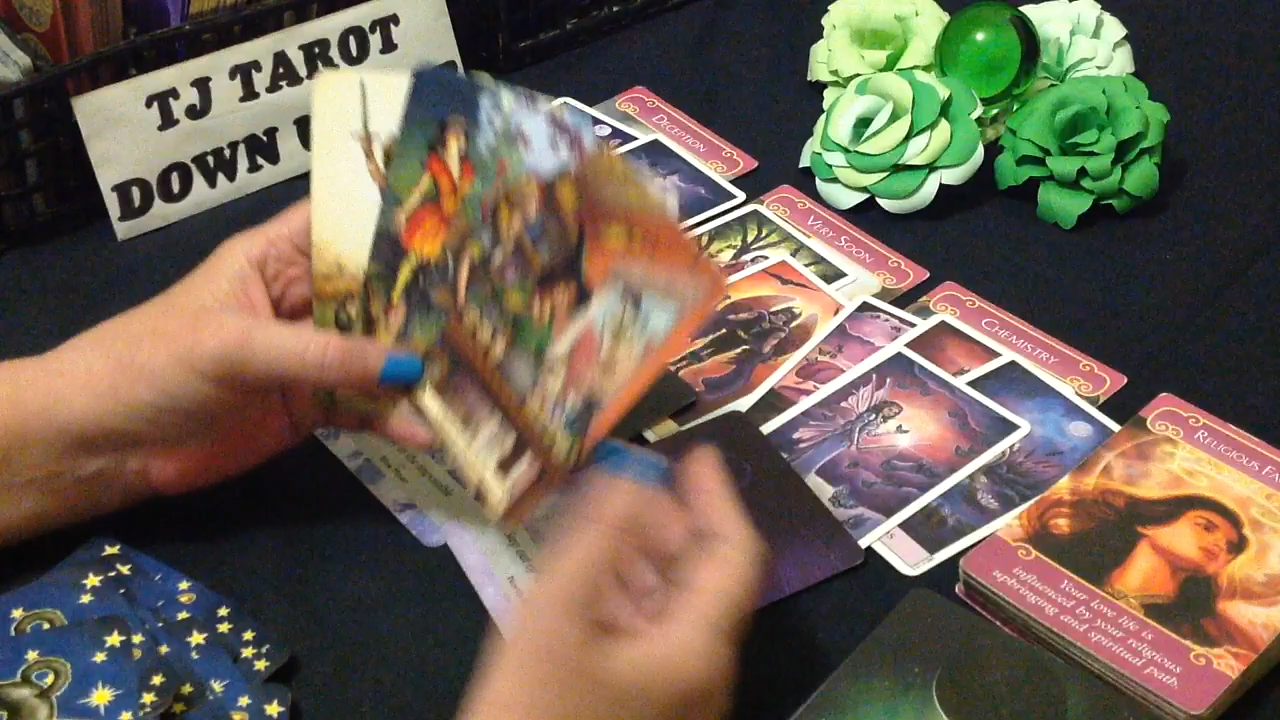 TJ TAROT
DOWN
DECEPTION
VERY SOON
CHEMISTRY
RELIGIOUS
Your love life is
influenced by your religious
upbringing and spiritual path.